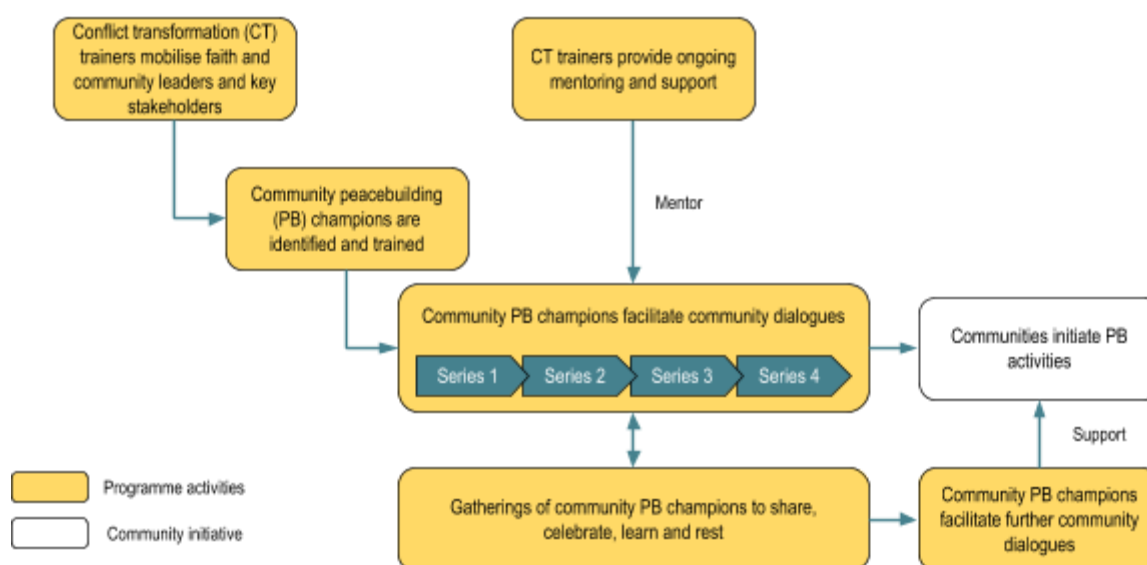 Conflict transformation (CT)
trainers mobilise faith and
community leaders and key
stakeholders
CT trainers provide ongoing
mentoring and support
Community peacebuilding
(PB) champions are
identified and trained
Mentor
Community PB champions facilitate community dialogues
Series 1
Series 2
Series 3
Series 4
Communities initiate PB
activities
Support
Gatherings of community PB champions to share,
celebrate, learn and rest
Community PB champions
facilitate further community
dialogues
Programme activities
Community initiative